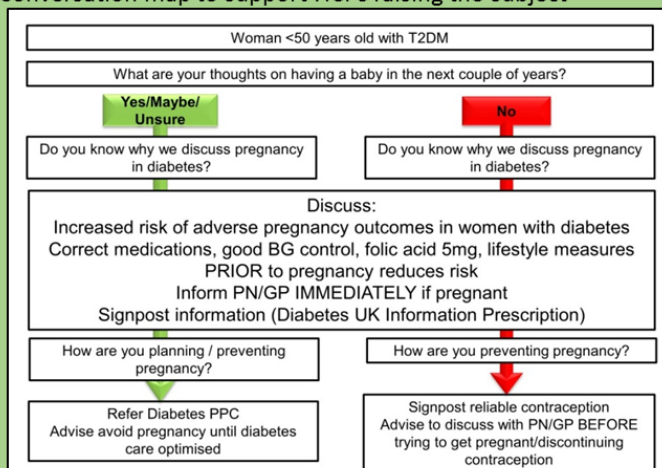 Woman <50 years old with T2DM
What are your thoughts on having a baby in the next couple of years?
Yes/Maybe/
Unsure
Do you know why we discuss pregnancy
in diabetes?
No
Do you know why we discuss pregnancy
in diabetes?
Discuss:
Increased risk of adverse pregnancy outcomes in women with diabetes
Correct medications, good BG control, folic acid 5mg, lifestyle measures
PRIOR to pregnancy reduces risk
Inform PN/GP IMMEDIATELY if pregnant
Signpost information (Diabetes UK Information Prescription)
How are you planning / preventing
pregnancy?
Refer Diabetes PPC
Advise avoid pregnancy until diabetes
care optimised
How are you preventing pregnancy?
Signpost reliable contraception
Advise to discuss with PN/GP BEFORE
trying to get pregnant/discontinuing
contraception